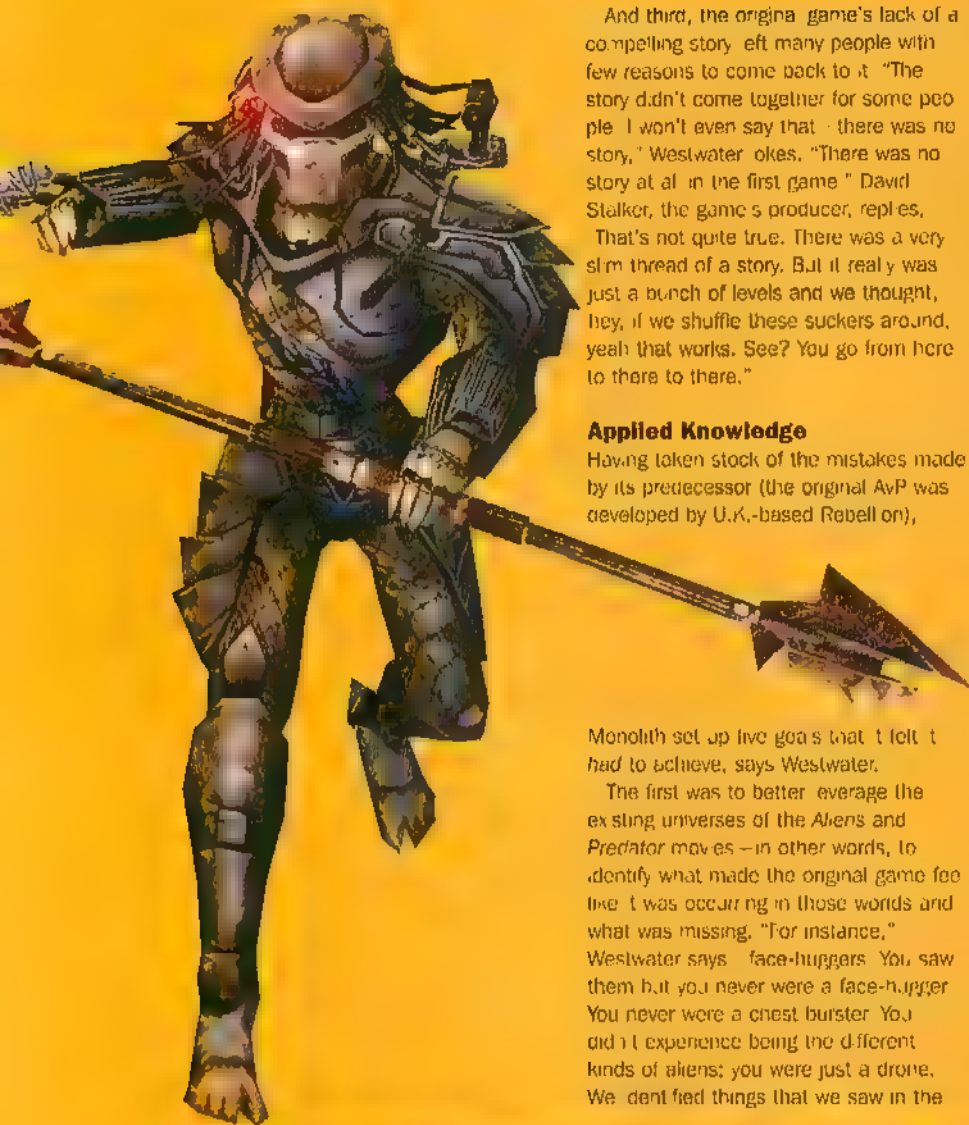 And third, the original game's lack of a
compelling story left many people with
few reasons to come back to it. "The
story didn't come together for some peo
ple I won't even say that – there was no
story," Westwater jokes. "There was no
story at all in the first game." David
Stalker, the game's producer, replies,
"That's not quite true. There was a very
slim thread of a story. But it really was
just a bunch of levels and we thought,
hey, if we shuffle these suckers around,
yeah that works. See? You go from here
to there to there."
Applied Knowledge
Having taken stock of the mistakes made
by its predecessor (the original AvP was
developed by U.K.-based Rebellion),
Monolith set up five goals that it felt it
had to achieve, says Westwater.
The first was to better leverage the
existing universes of the Aliens and
Predator movies – in other words, to
identify what made the original game feel
like it was occurring in those worlds and
what was missing. "For instance,"
Westwater says face-huggers You saw
them but you never were a face-hugger
You never were a chest burster You
didn't experience being the different
kinds of aliens; you were just a drone.
We identified things that we saw in the